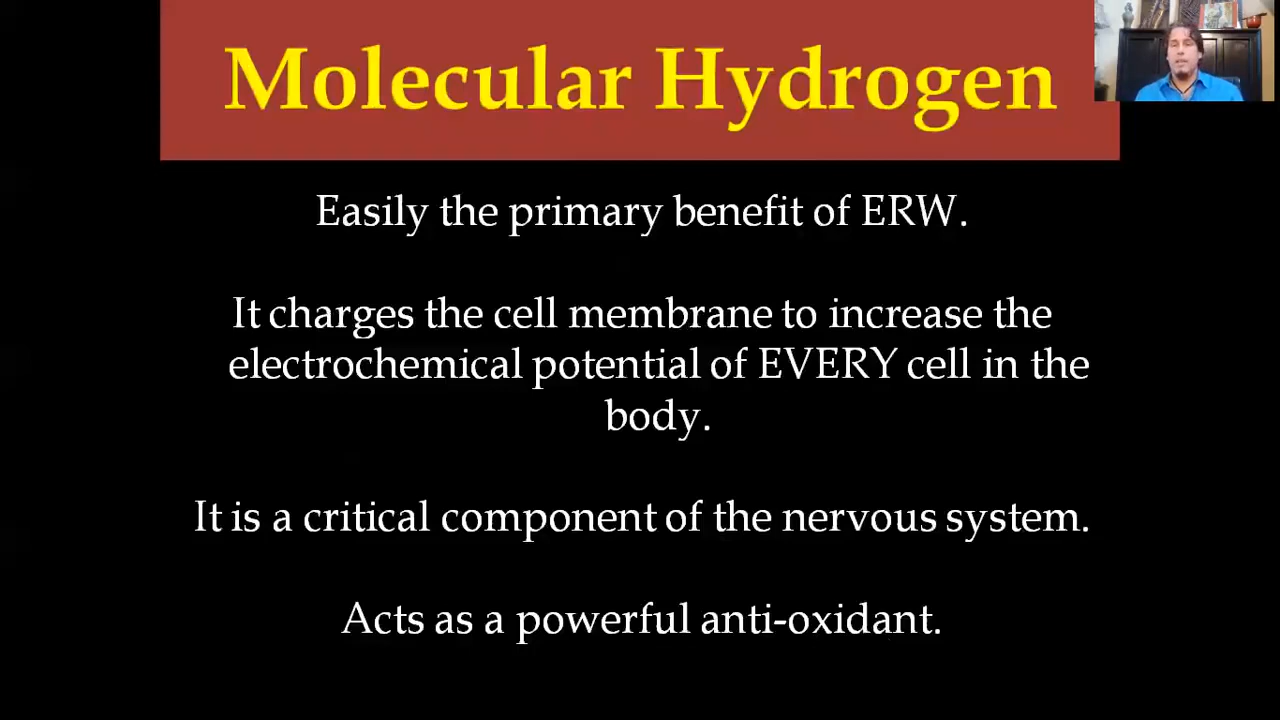 Molecular Hydrogen
Easily the primary benefit of ERW.
It charges the cell membrane to increase the
electrochemical potential of EVERY cell in the
body.
It is a critical component of the nervous system.
Acts as a powerful anti-oxidant.